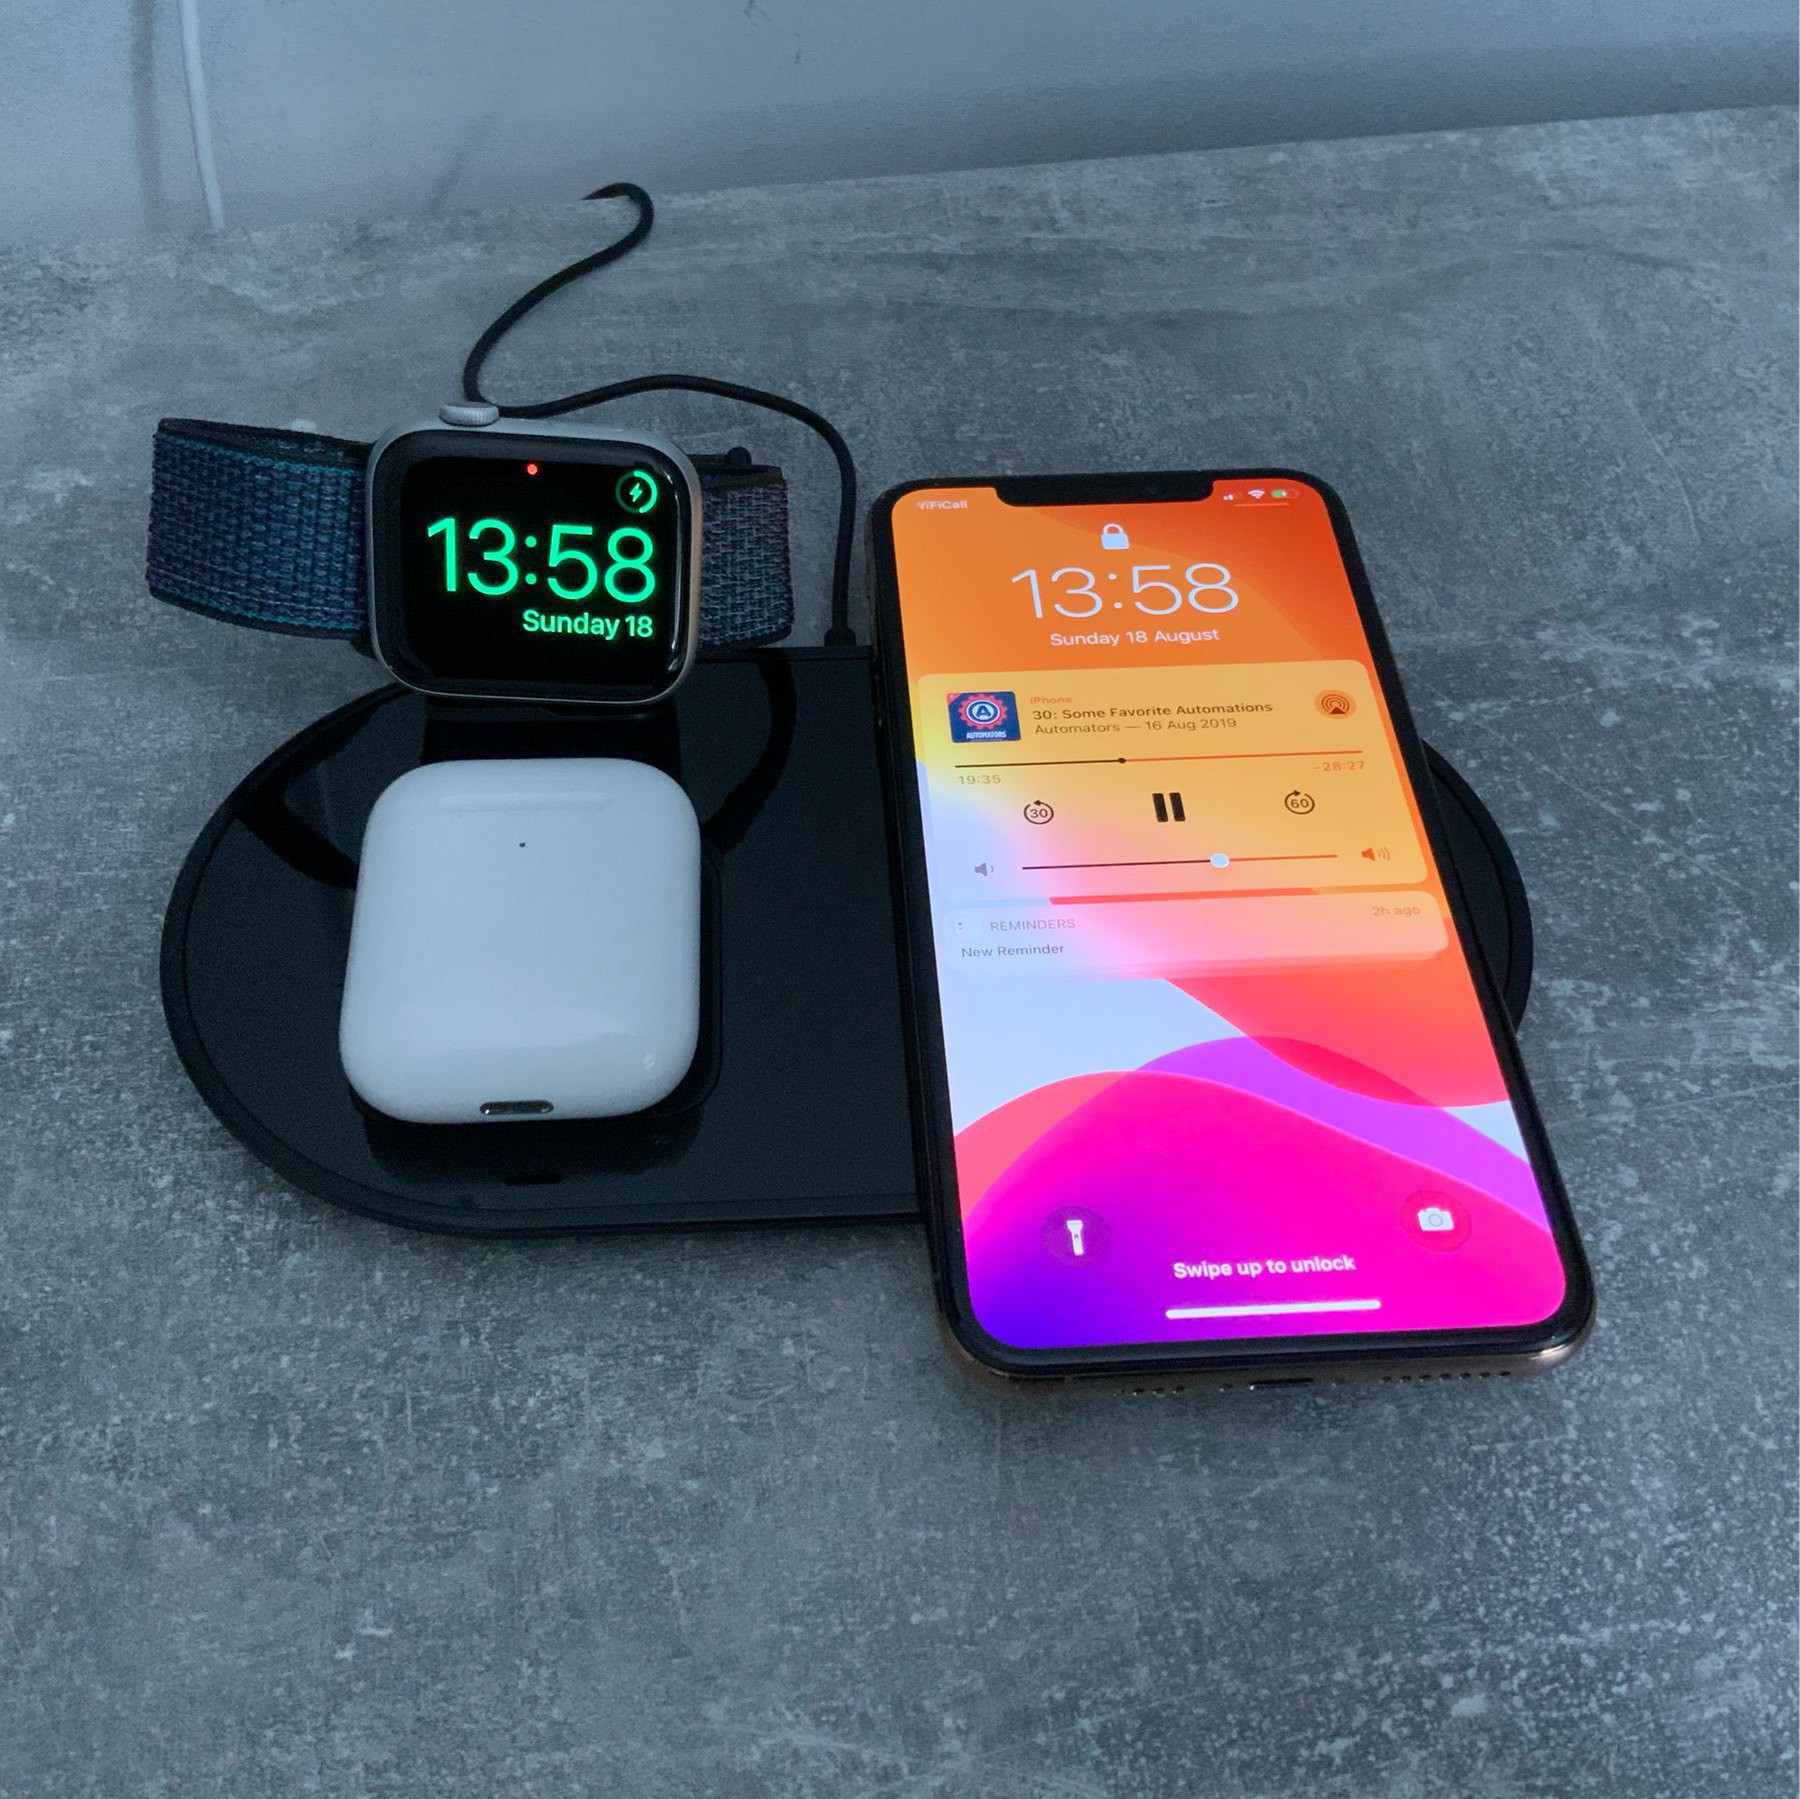 13:58
Sunday 18
ViFiCall
13:58
Sunday 18 August
iPhone
30: Some Favorite Automations
Automators — 16 Aug 2019
AUTOMATORS
19:35
-28:27
30
60
REMINDERS
2h ago
New Reminder
Swipe up to unlock